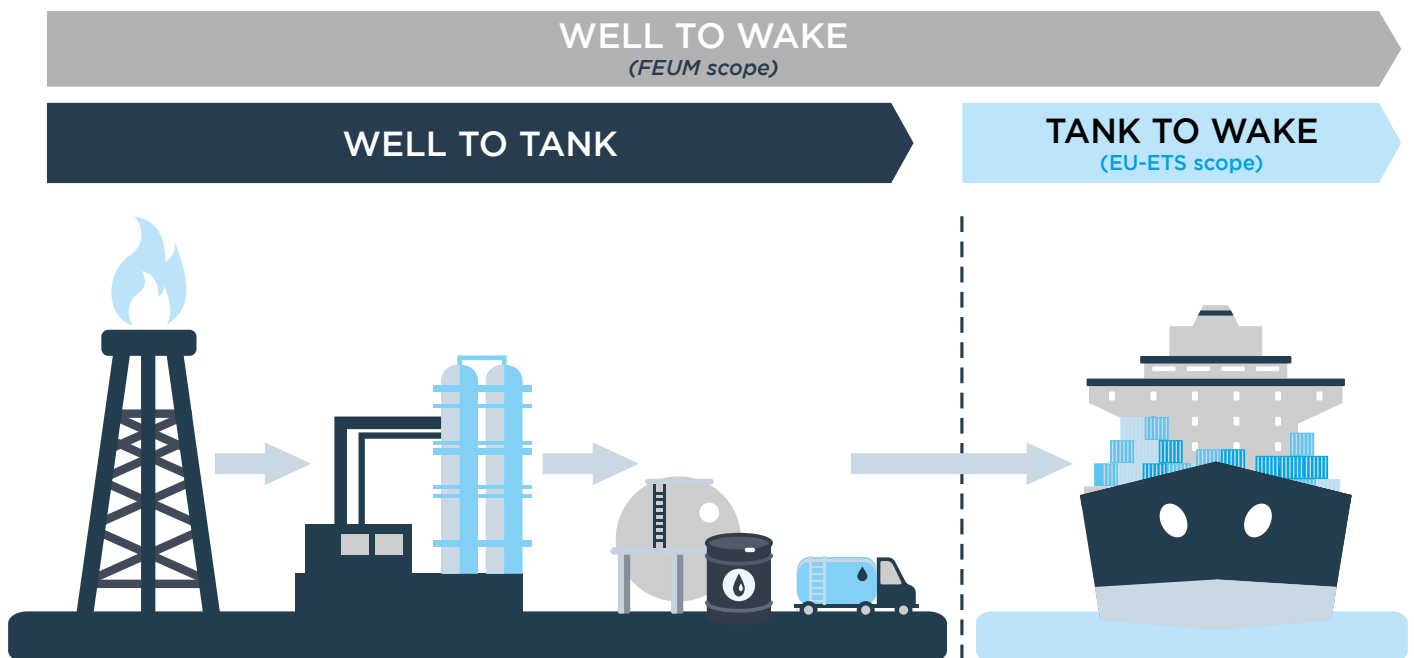 WELL TO WAKE
(FEUM scope)
WELL TO TANK
TANK TO WAKE
(EU-ETS scope)